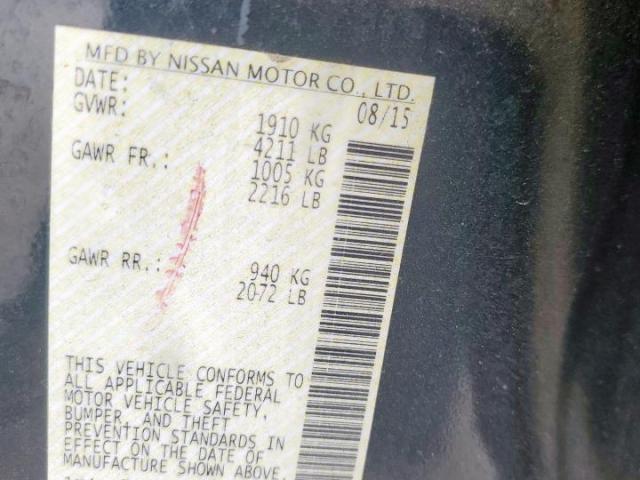 MFD BY NISSAN MOTOR CO., LTD.
DATE: 08/15
GVWR: 1910 KG
4211 LB
GAWR FR.: 1005 KG
2216 LB
GAWR RR.: 940 KG
2072 LB
THIS VEHICLE CONFORMS TO
ALL APPLICABLE FEDERAL
MOTOR VEHICLE SAFETY,
BUMPER, AND THEFT
PREVENTION STANDARDS IN
EFFECT ON THE DATE OF
MANUFACTURE SHOWN ABOVE.